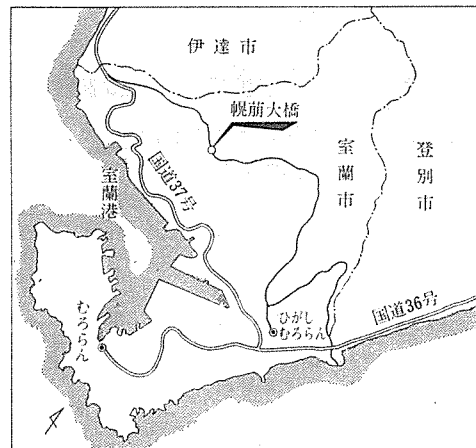 伊達市
幌萠大橋
国道37号
室蘭港
室蘭市
登別市
国道36号
むろらん
ひがし
むろらん